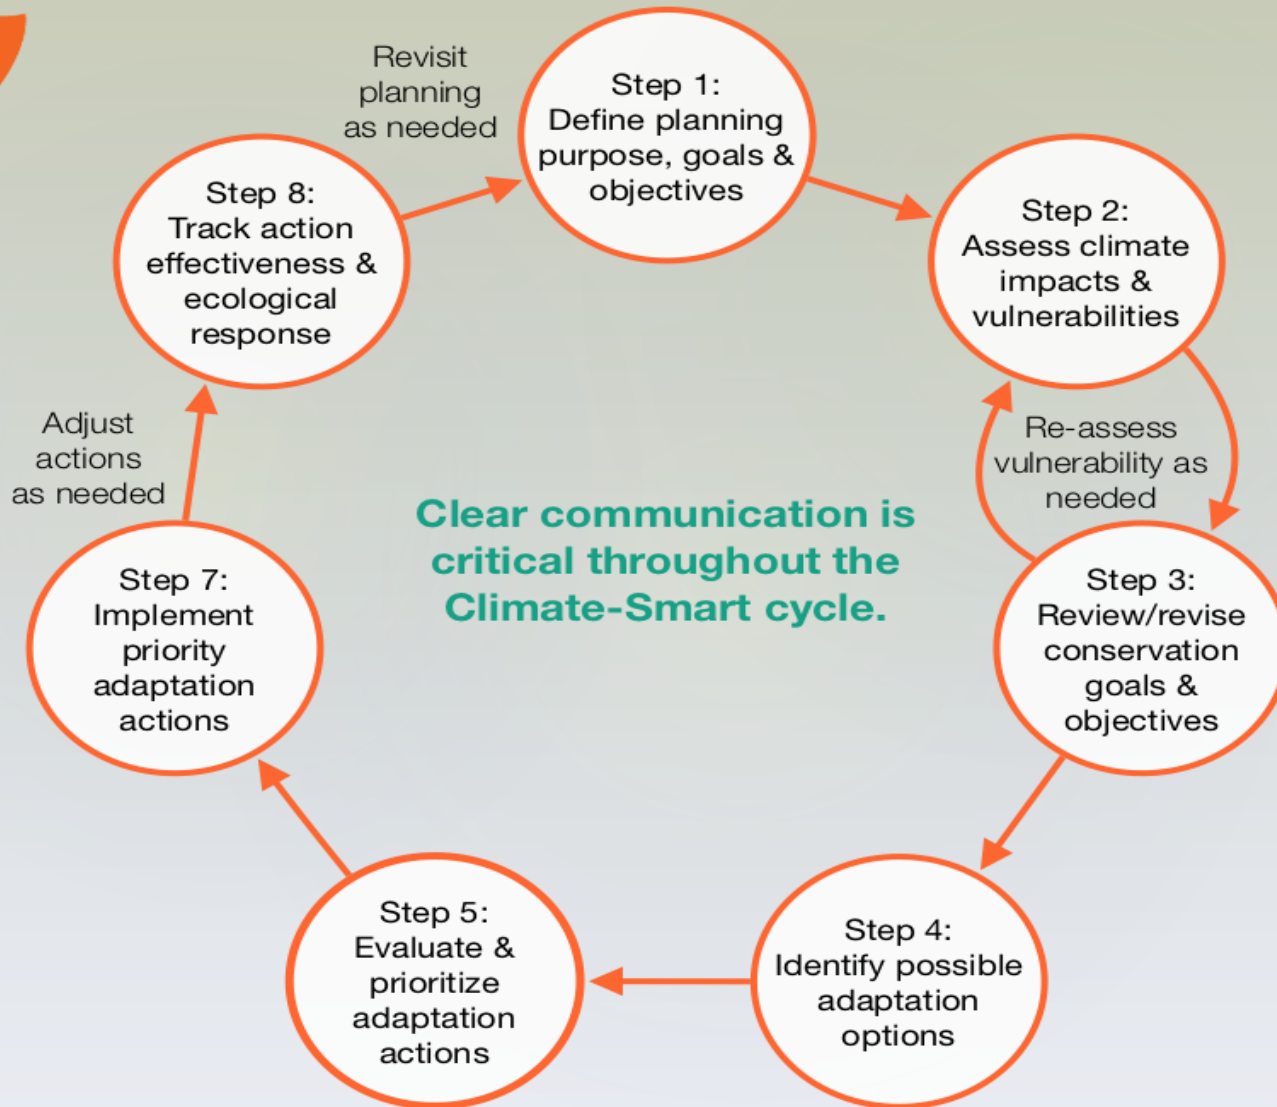 Revisit
planning
as needed
Step 1:
Define planning
purpose, goals &
objectives
Step 2:
Assess climate
impacts &
vulnerabilities
Re-assess
vulnerability as
needed
Step 3:
Review/revise
conservation
goals &
objectives
Step 4:
Identify possible
adaptation
options
Step 5:
Evaluate &
prioritize
adaptation
actions
Step 7:
Implement
priority
adaptation
actions
Adjust
actions
as needed
Step 8:
Track action
effectiveness &
ecological
response
Clear communication is
critical throughout the
Climate-Smart cycle.